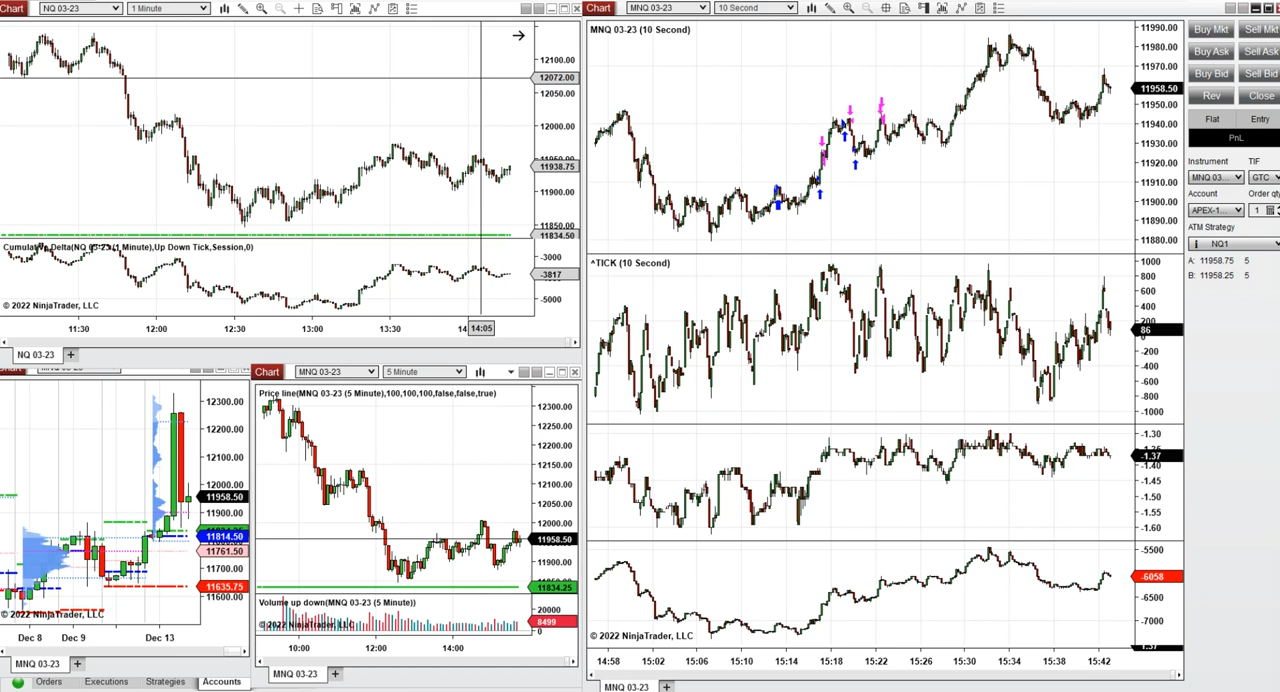 Chart NQ 03-23 1 Minute
12100.00
12072.00
12050.00
12000.00
11938.75
11900.00
11850.00
11834.50
Cumulative Delta(NQ 03-23 (1 Minute),Up Down Tick,Session,0)
-3000
-3817
-5000
© 2022 NinjaTrader, LLC
11:30 12:00 12:30 13:00 13:30 14:05
NQ 03-23 +
12300.00
12200.00
12100.00
12000.00
11958.50
11900.00
11814.50
11761.50
11700.00
11635.75
11600.00
© 2022 NinjaTrader, LLC
Dec 8 Dec 9 Dec 13
MNQ 03-23 +
Orders Executions Strategies Accounts
Chart MNQ 03-23 5 Minute
Price line(MNQ 03-23 (5 Minute),100,100,100,false,false,true)
12300.00
12250.00
12200.00
12150.00
12100.00
12050.00
12000.00
11958.50
11900.00
11834.25
Volume up down(MNQ 03-23 (5 Minute))
20000
8499
0
© 2022 NinjaTrader, LLC
10:00 12:00 14:00
MNQ 03-23 +
Chart MNQ 03-23 10 Second
MNQ 03-23 (10 Second)
11990.00
11980.00
11970.00
11958.50
11950.00
11940.00
11930.00
11920.00
11910.00
11900.00
11890.00
11880.00
^TICK (10 Second)
1000
800
600
400
200
86
-200
-400
-600
-800
-1000
-1.30
-1.37
-1.40
-1.45
-1.50
-1.55
-1.60
-5500
-6058
-6500
-7000
© 2022 NinjaTrader, LLC
14:58 15:02 15:06 15:10 15:14 15:18 15:22 15:26 15:30 15:34 15:38 15:42
MNQ 03-23 +
Buy Mkt Sell Mkt
Buy Ask Sell Ask
Buy Bid Sell Bid
Rev Close
Flat Entry
PnL
Instrument TIF
MNQ 03... GTC
Account Order qty
APEX-1... 1
ATM Strategy
NQ1
A: 11958.75 5
B: 11958.25 5